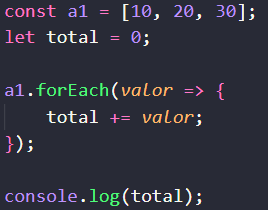 const a1 = [10, 20, 30];
let total = 0;

a1.forEach(valor => {
    total += valor;
});

console.log(total);